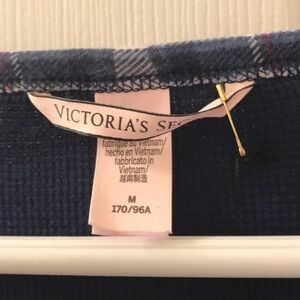 VICTORIA'S SE
fabriqué au Vietnam/
hecho en Vietnam/
fabbricato in
Vietnam/
越南制造
M
170/96A